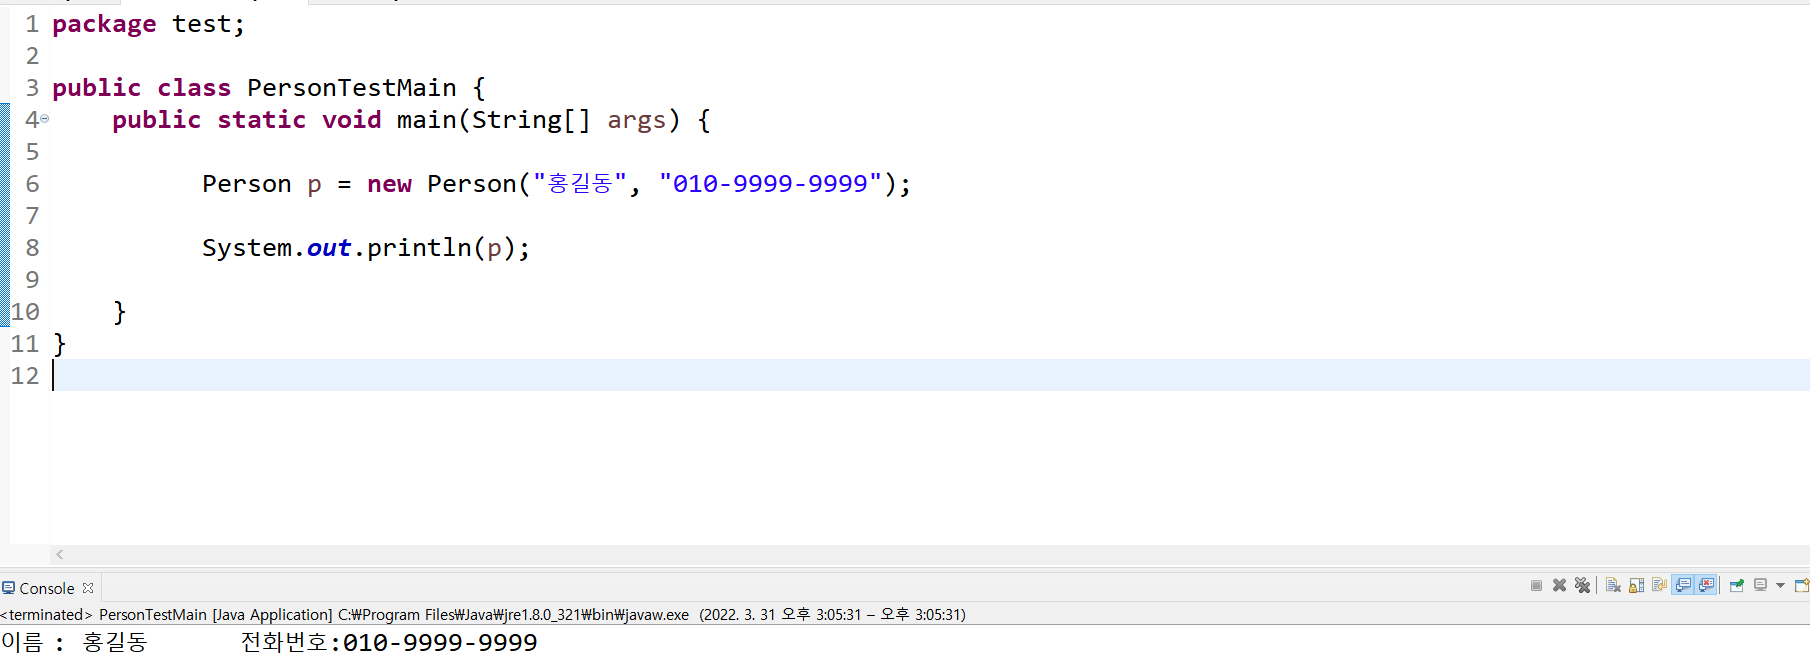 1 package test;
2
3 public class PersonTestMain {
4     public static void main(String[] args) {
5
6           Person p = new Person("홍길동", "010-9999-9999");
7
8           System.out.println(p);
9
10     }
11 }
12
Console
<terminated> PersonTestMain [Java Application] C:₩Program Files₩Java₩jre1.8.0_321₩bin₩javaw.exe (2022. 3. 31 오후 3:05:31 – 오후 3:05:31)
이름 : 홍길동      전화번호:010-9999-9999